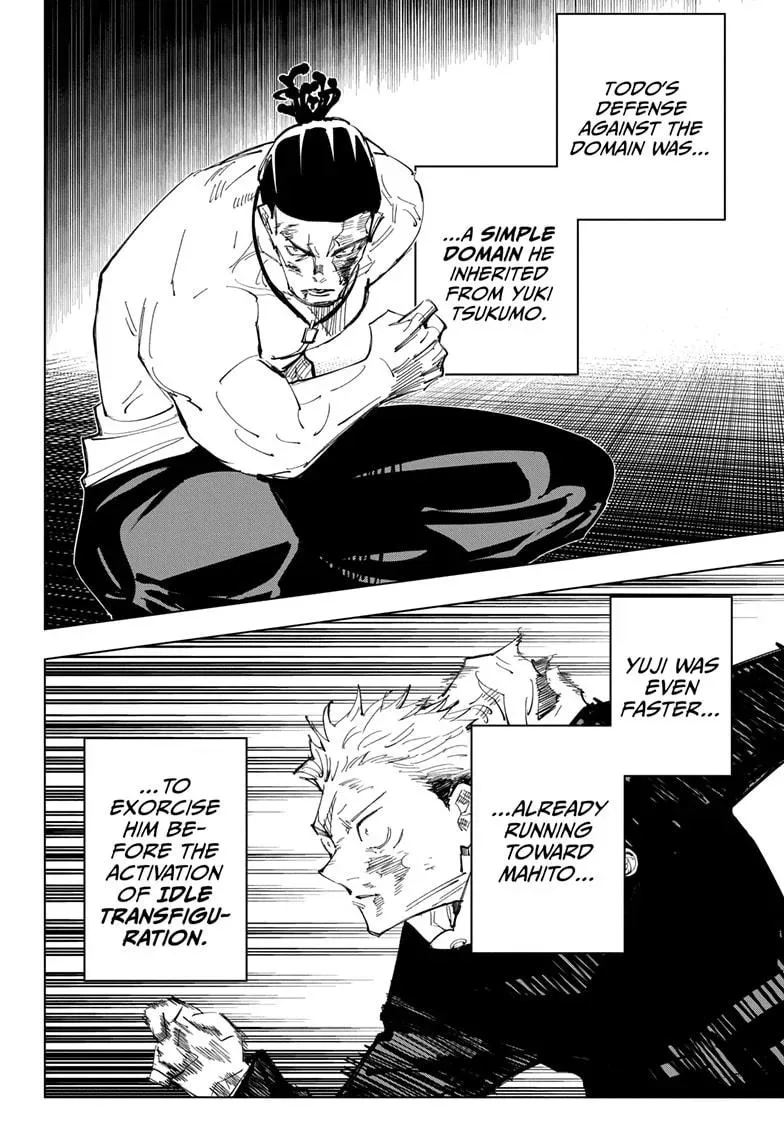 TODO'S
DEFENSE
AGAINST THE
DOMAIN WAS...
...A SIMPLE
DOMAIN HE
INHERITED
FROM YUKI
TSUKUMO.
YUJI WAS
EVEN
FASTER...
...ALREADY
RUNNING
TOWARD
MAHITO...
...TO
EXORCISE
HIM BE-
FORE THE
ACTIVATION
OF IDLE
TRANSFIGU-
RATION.